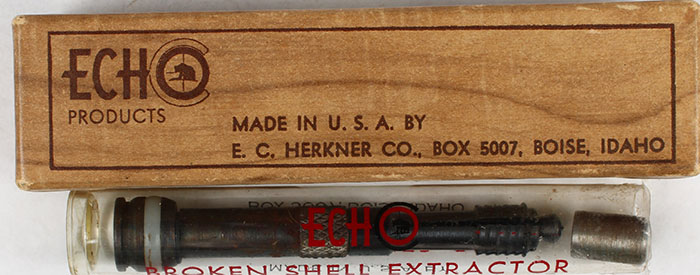 ECHO
PRODUCTS
MADE IN U. S. A. BY
E. C. HERKNER CO., BOX 5007, BOISE, IDAHO
ECHO
BROKEN SHELL EXTRACTOR